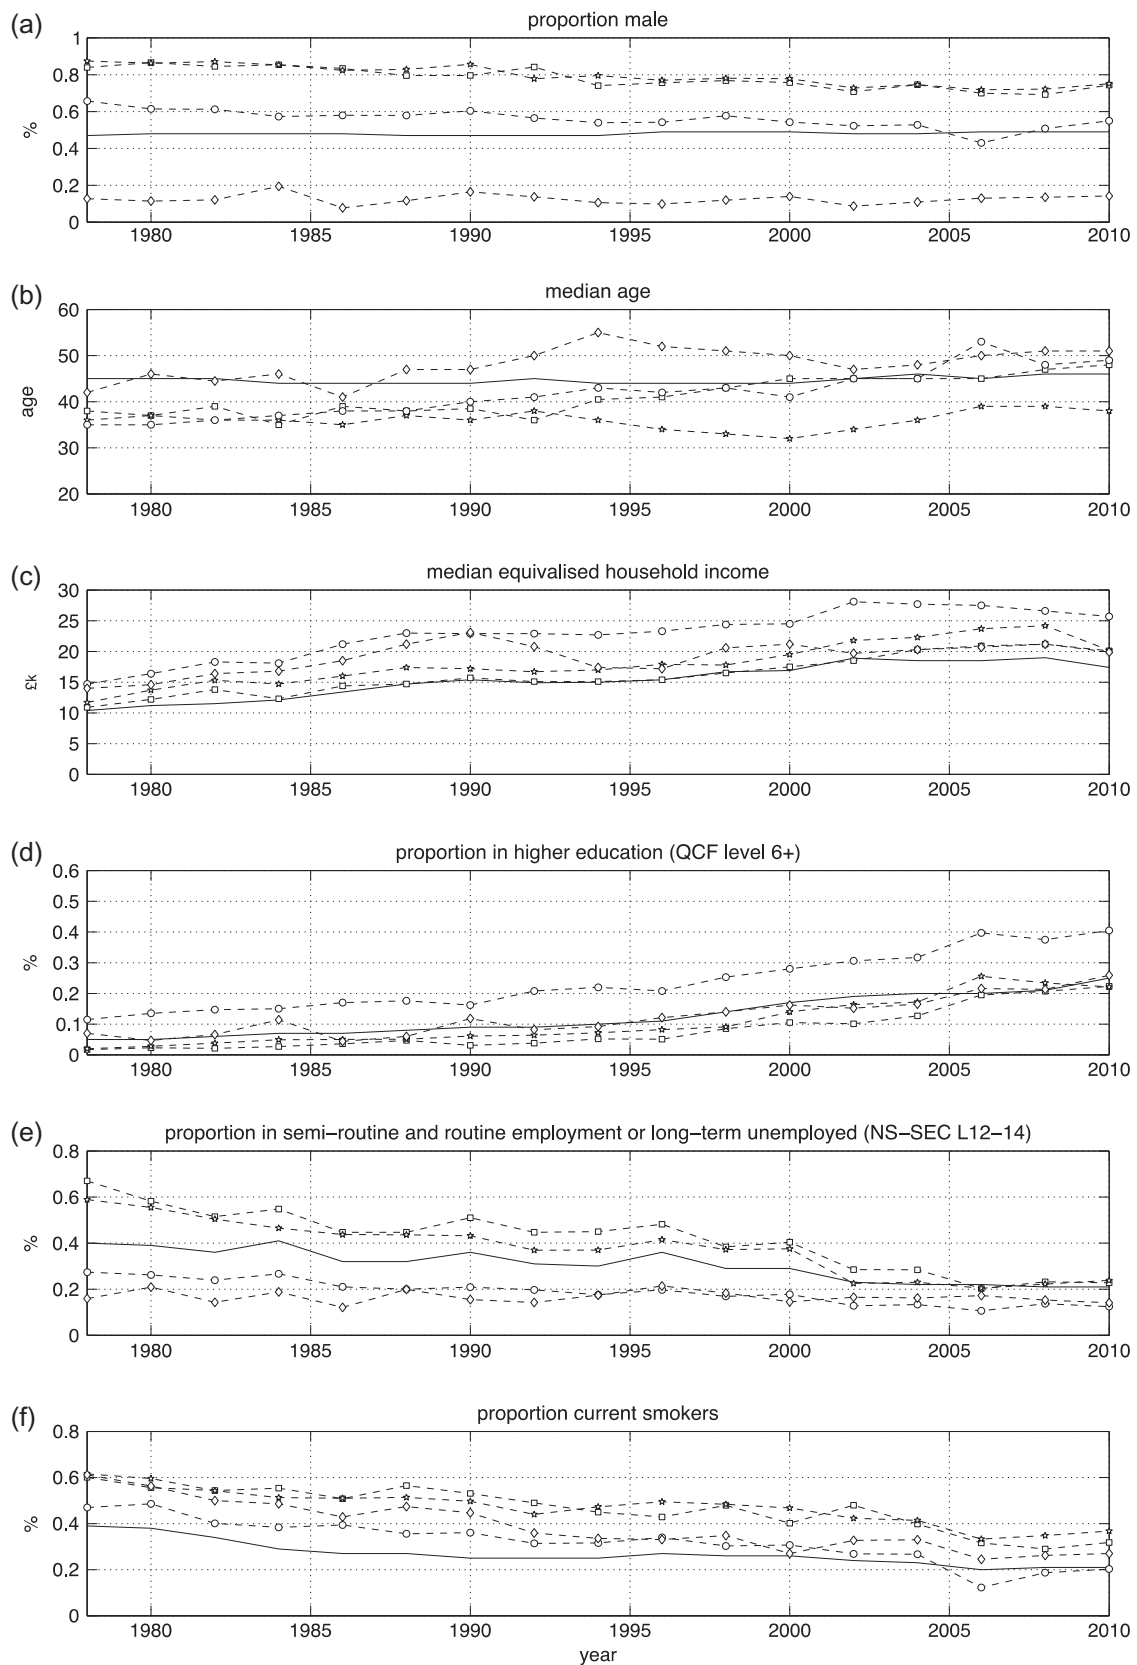 (a)
proportion male
1
0.8
0.6
0.4
0.2
0
%
1980 1985 1990 1995 2000 2005 2010
(b)
median age
60
50
40
30
20
age
1980 1985 1990 1995 2000 2005 2010
(c)
median equivalised household income
30
25
20
15
10
5
0
£k
1980 1985 1990 1995 2000 2005 2010
(d)
proportion in higher education (QCF level 6+)
0.6
0.5
0.4
0.3
0.2
0.1
0
%
1980 1985 1990 1995 2000 2005 2010
(e)
proportion in semi–routine and routine employment or long–term unemployed (NS–SEC L12–14)
0.8
0.6
0.4
0.2
0
%
1980 1985 1990 1995 2000 2005 2010
(f)
proportion current smokers
0.8
0.6
0.4
0.2
0
%
1980 1985 1990 1995 2000 2005 2010
year